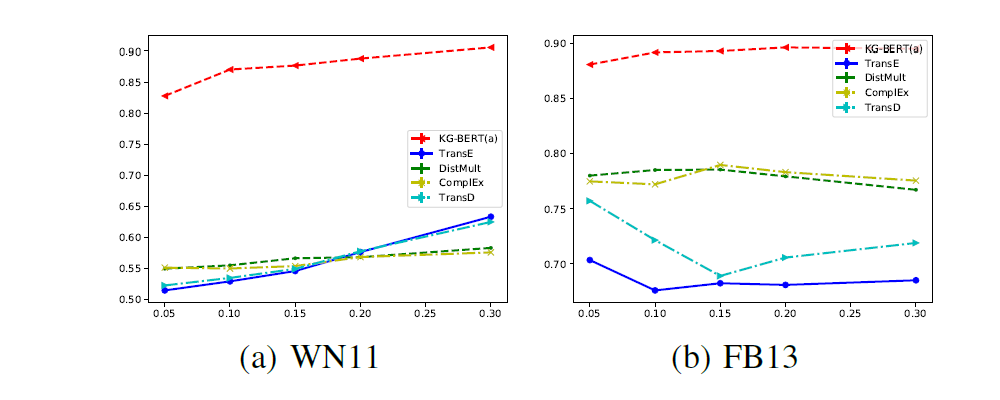 0.90
0.85
0.80
0.75
0.70
0.65
0.60
0.55
0.50
KG-BERT(a)
TransE
DistMult
ComplEx
TransD
0.05 0.10 0.15 0.20 0.25 0.30
(a) WN11
0.90
0.85
0.80
0.75
0.70
KG-BERT(a)
TransE
DistMult
ComplEx
TransD
0.05 0.10 0.15 0.20 0.25 0.30
(b) FB13